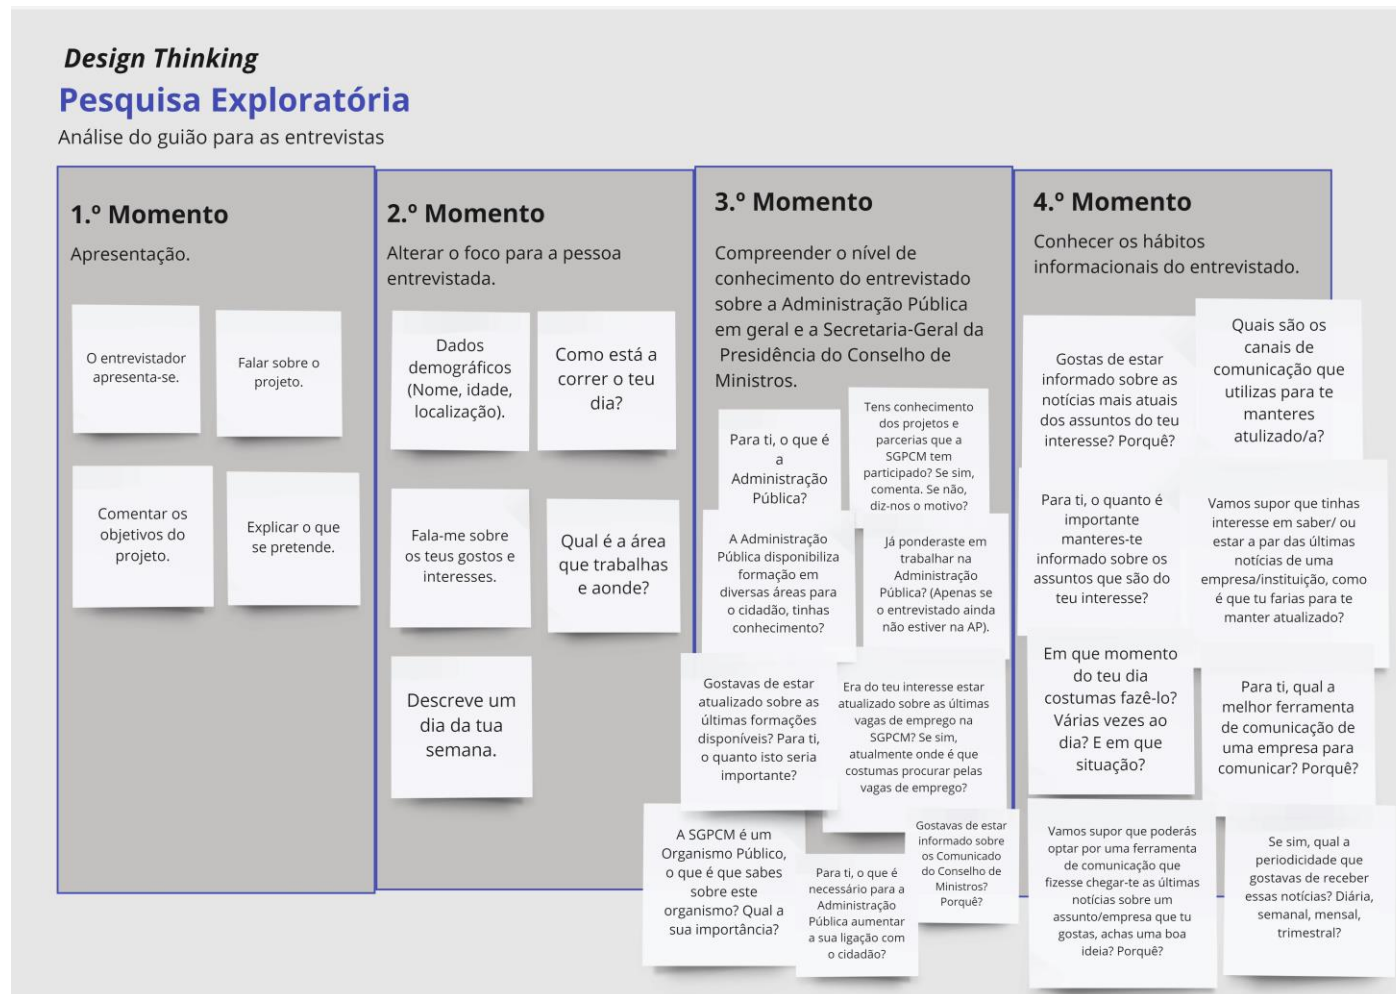 Design Thinking
Pesquisa Exploratória
Análise do guião para as entrevistas
1.º Momento
Apresentação.
O entrevistador
apresenta-se.
Falar sobre o
projeto.
Comentar os
objetivos do
projeto.
Explicar o que
se pretende.
2.º Momento
Alterar o foco para a pessoa
entrevistada.
Dados
demográficos
(Nome, idade,
localização).
Como está a
correr o teu
dia?
Fala-me sobre
os teus gostos e
interesses.
Qual é a área
que trabalhas
e aonde?
Descreve um
dia da tua
semana.
3.º Momento
Compreender o nível de
conhecimento do entrevistado
sobre a Administração Pública
em geral e a Secretaria-Geral da
Presidência do Conselho de
Ministros.
Para ti, o que é
a
Administração
Pública?
Tens conhecimento
dos projetos e
parcerias que a
SGPCM tem
participado? Se sim,
comenta. Se não,
diz-nos o motivo?
A Administração
Pública disponibiliza
formação em
diversas áreas para
o cidadão, tinhas
conhecimento?
Já ponderaste em
trabalhar na
Administração
Pública? (Apenas se
o entrevistado ainda
não estiver na AP).
Gostavas de estar
atualizado sobre as
últimas formações
disponíveis? Para ti,
o quanto isto seria
importante?
Era do teu interesse estar
atualizado sobre as últimas
vagas de emprego na
SGPCM? Se sim,
atualmente onde é que
costumas procurar pelas
vagas de emprego?
A SGPCM é um
Organismo Público,
o que é que sabes
sobre este
organismo? Qual a
sua importância?
Para ti, o que é
necessário para a
Administração
Pública aumentar
a sua ligação com
o cidadão?
Gostavas de estar
informado sobre
os Comunicado
do Conselho de
Ministros?
Porquê?
4.º Momento
Conhecer os hábitos
informacionais do entrevistado.
Gostas de estar
informado sobre as
notícias mais atuais
dos assuntos do teu
interesse? Porquê?
Quais são os
canais de
comunicação que
utilizas para te
manteres
atulizado/a?
Para ti, o quanto é
importante
manteres-te
informado sobre os
assuntos que são do
teu interesse?
Vamos supor que tinhas
interesse em saber/ ou
estar a par das últimas
notícias de uma
empresa/instituição, como
é que tu farias para te
manter atualizado?
Em que momento
do teu dia
costumas fazê-lo?
Várias vezes ao
dia? E em que
situação?
Para ti, qual a
melhor ferramenta
de comunicação de
uma empresa para
comunicar? Porquê?
Vamos supor que poderás
optar por uma ferramenta
de comunicação que
fizesse chegar-te as últimas
notícias sobre um
assunto/empresa que tu
gostas, achas uma boa
ideia? Porquê?
Se sim, qual a
periodicidade que
gostavas de receber
essas notícias? Diária,
semanal, mensal,
trimestral?